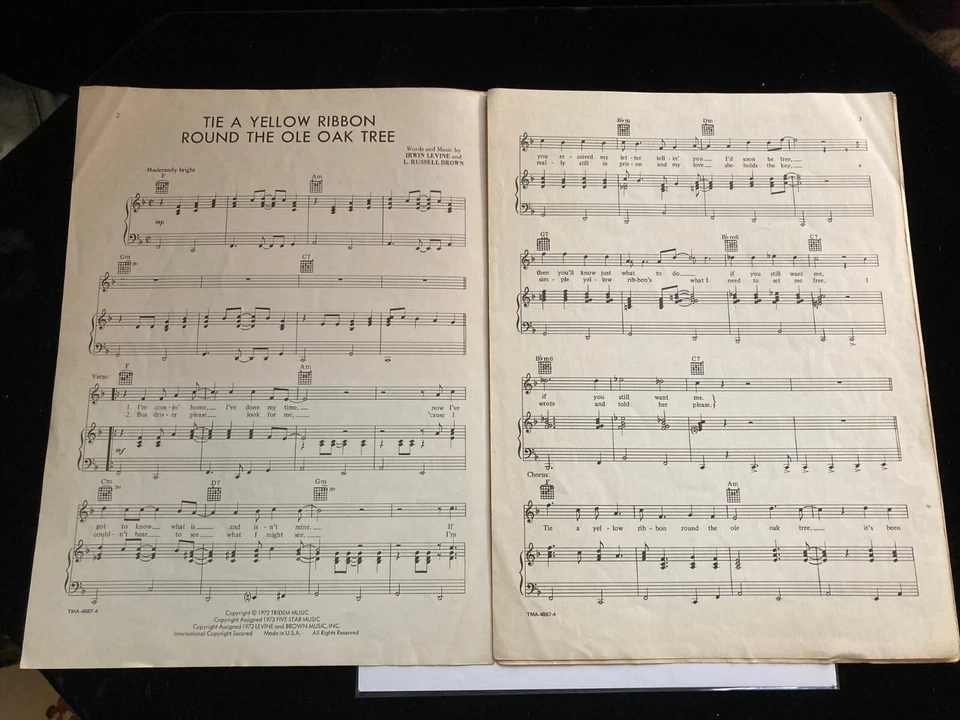 2
TIE A YELLOW RIBBON
ROUND THE OLE OAK TREE
Words and Music by
IRWIN LEVINE and
L. RUSSELL BROWN
Moderately bright
F Am
mp
Gm C7
Verse: F Am
1. I'm com - in' home, I've done my time, now I've
2. Bus driv - er please look for me, 'cause I
mf
Cm D7 Gm
got to know what is and is - n't mine. If
could - n't bear to see what I might see. I'm
TMA-4867-4
Copyright © 1972 TRIDEM MUSIC
Copyright Assigned 1973 FIVE STAR MUSIC
Copyright Assigned 1973 LEVINE and BROWN MUSIC, INC.
International Copyright Secured Made in U.S.A. All Rights Reserved
3
B♭m Dm
you re - ceived my let - ter tell - in' you I'd soon be free,
real - ly still in pris - on and my love she holds the key, a
G7 B♭m6 C7
then you'll know just what to do if you still want me,
sim - ple yel - low rib - bon's what I need to set me free, I
B♭m6 C7
if you still want me.
wrote and told her please.
Chorus:
F Am
Tie a yel - low rib - bon round the ole oak tree, it's been
TMA-4867-4